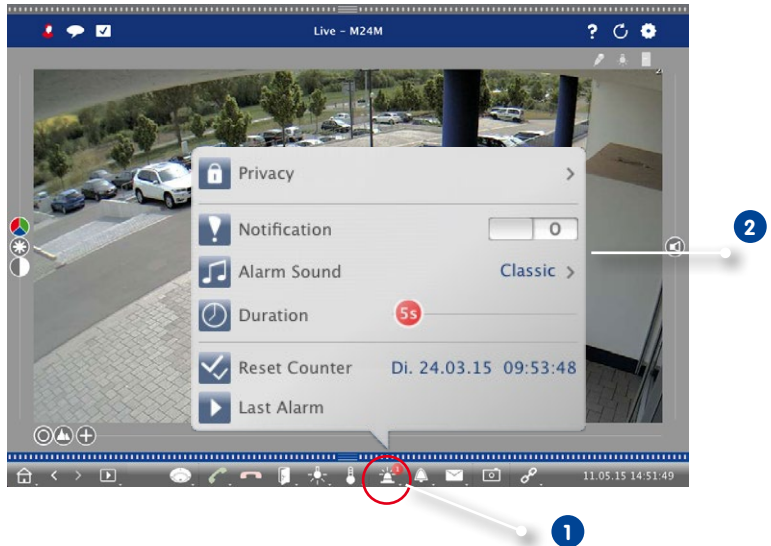 Live – M24M
?
Privacy
Notification
O
Alarm Sound Classic
Duration 5s
Reset Counter Di. 24.03.15 09:53:48
Last Alarm
1
11.05.15 14:51:49
2
1